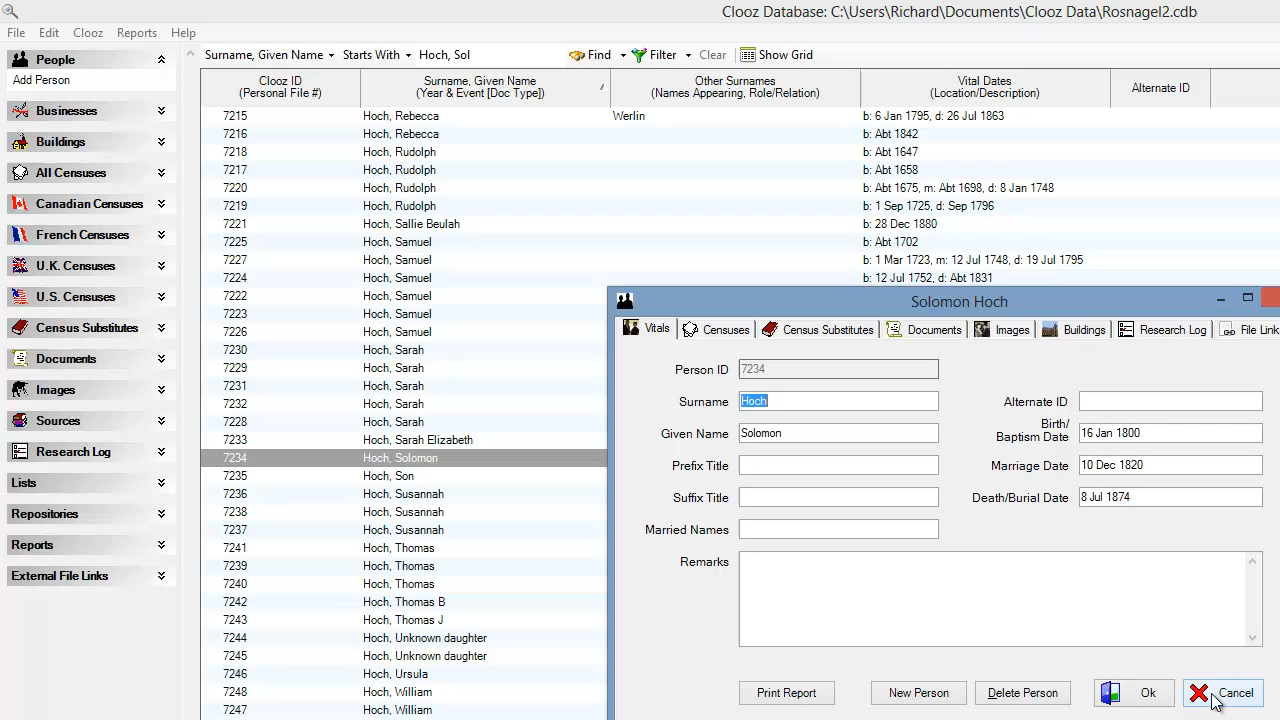 Clooz Database: C:\Users\Richard\Documents\Clooz Data\Rosnagel2.cdb
File Edit Clooz Reports Help
People
Add Person
Businesses
Buildings
All Censuses
Canadian Censuses
French Censuses
U.K. Censuses
U.S. Censuses
Census Substitutes
Documents
Images
Sources
Research Log
Lists
Repositories
Reports
External File Links
Surname, Given Name Starts With Hoch, Sol Find Filter Clear Show Grid
Clooz ID Surname, Given Name Other Surnames Vital Dates Alternate ID
(Personal File #) (Year & Event [Doc Type]) (Names Appearing, Role/Relation) (Location/Description)
7215 Hoch, Rebecca Werlin b: 6 Jan 1795, d: 26 Jul 1863
7216 Hoch, Rebecca b: Abt 1842
7218 Hoch, Rudolph b: Abt 1647
7217 Hoch, Rudolph b: Abt 1658
7220 Hoch, Rudolph b: Abt 1675, m: Abt 1698, d: 8 Jan 1748
7219 Hoch, Rudolph b: 1 Sep 1725, d: Sep 1796
7221 Hoch, Sallie Beulah b: 28 Dec 1880
7225 Hoch, Samuel b: Abt 1702
7227 Hoch, Samuel b: 1 Mar 1723, m: 12 Jul 1748, d: 19 Jul 1795
7224 Hoch, Samuel b: 12 Jul 1752, d: Abt 1831
7222 Hoch, Samuel
7223 Hoch, Samuel
7226 Hoch, Samuel
7230 Hoch, Sarah
7229 Hoch, Sarah
7231 Hoch, Sarah
7232 Hoch, Sarah
7228 Hoch, Sarah
7233 Hoch, Sarah Elizabeth
7234 Hoch, Solomon
7235 Hoch, Son
7236 Hoch, Susannah
7238 Hoch, Susannah
7237 Hoch, Susannah
7241 Hoch, Thomas
7239 Hoch, Thomas
7240 Hoch, Thomas
7242 Hoch, Thomas B
7243 Hoch, Thomas J
7244 Hoch, Unknown daughter
7245 Hoch, Unknown daughter
7246 Hoch, Ursula
7248 Hoch, William
7247 Hoch, William
Solomon Hoch
Vitals Censuses Census Substitutes Documents Images Buildings Research Log File Link
Person ID 7234
Surname Hoch
Given Name Solomon
Prefix Title
Suffix Title
Married Names
Remarks
Alternate ID
Birth/
Baptism Date 16 Jan 1800
Marriage Date 10 Dec 1820
Death/Burial Date 8 Jul 1874
Print Report New Person Delete Person Ok Cancel